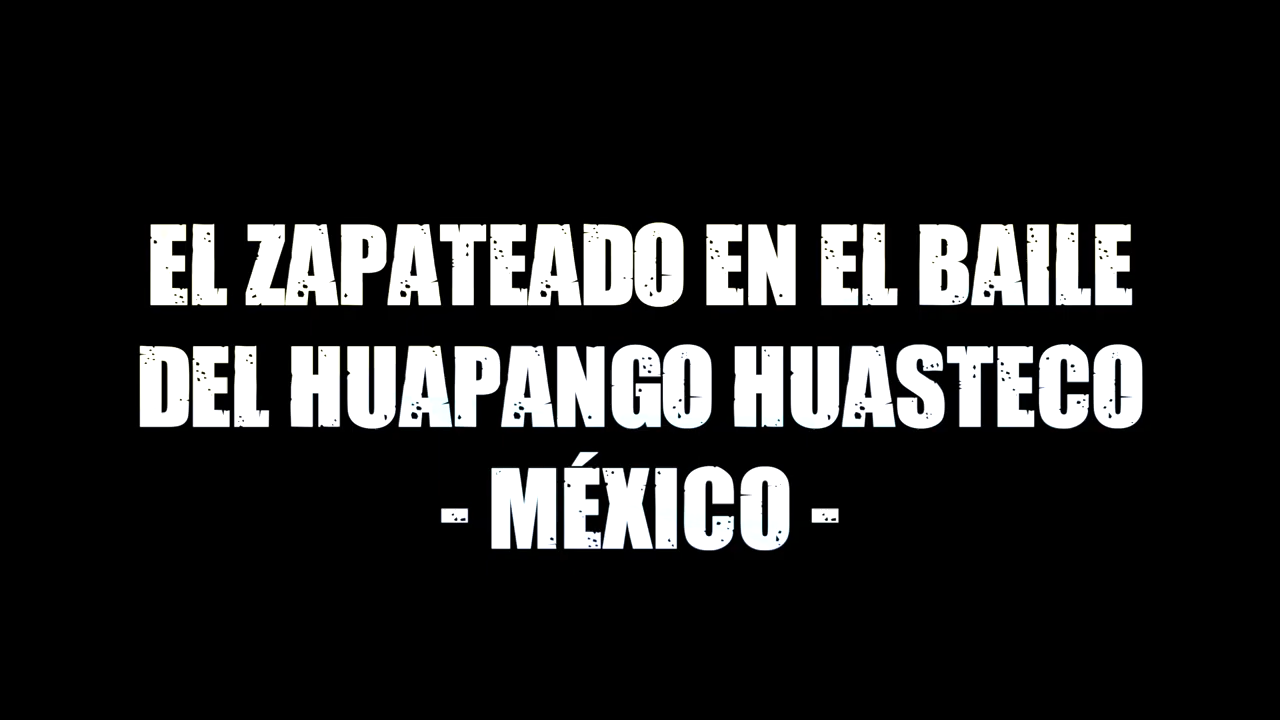 EL ZAPATEADO EN EL BAILE
DEL HUAPANGO HUASTECO
- MÉXICO -